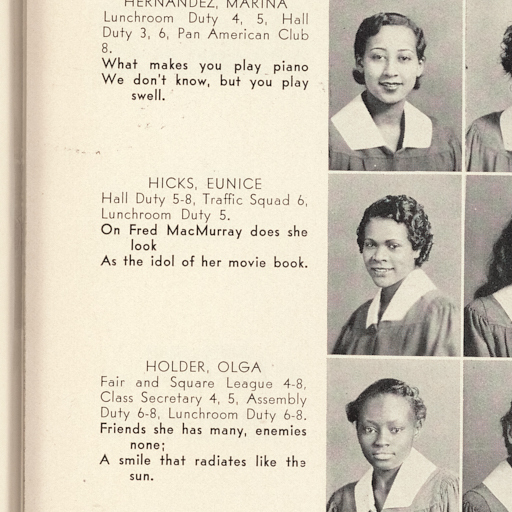 HERNANDEZ, MARINA
Lunchroom Duty 4, 5, Hall
Duty 3, 6, Pan American Club
8.
What makes you play piano
We don't know, but you play
swell.
HICKS, EUNICE
Hall Duty 5-8, Traffic Squad 6,
Lunchroom Duty 5.
On Fred MacMurray does she
look
As the idol of her movie book.
HOLDER, OLGA
Fair and Square League 4-8,
Class Secretary 4, 5, Assembly
Duty 6-8, Lunchroom Duty 6-8.
Friends she has many, enemies
none;
A smile that radiates like the
sun.